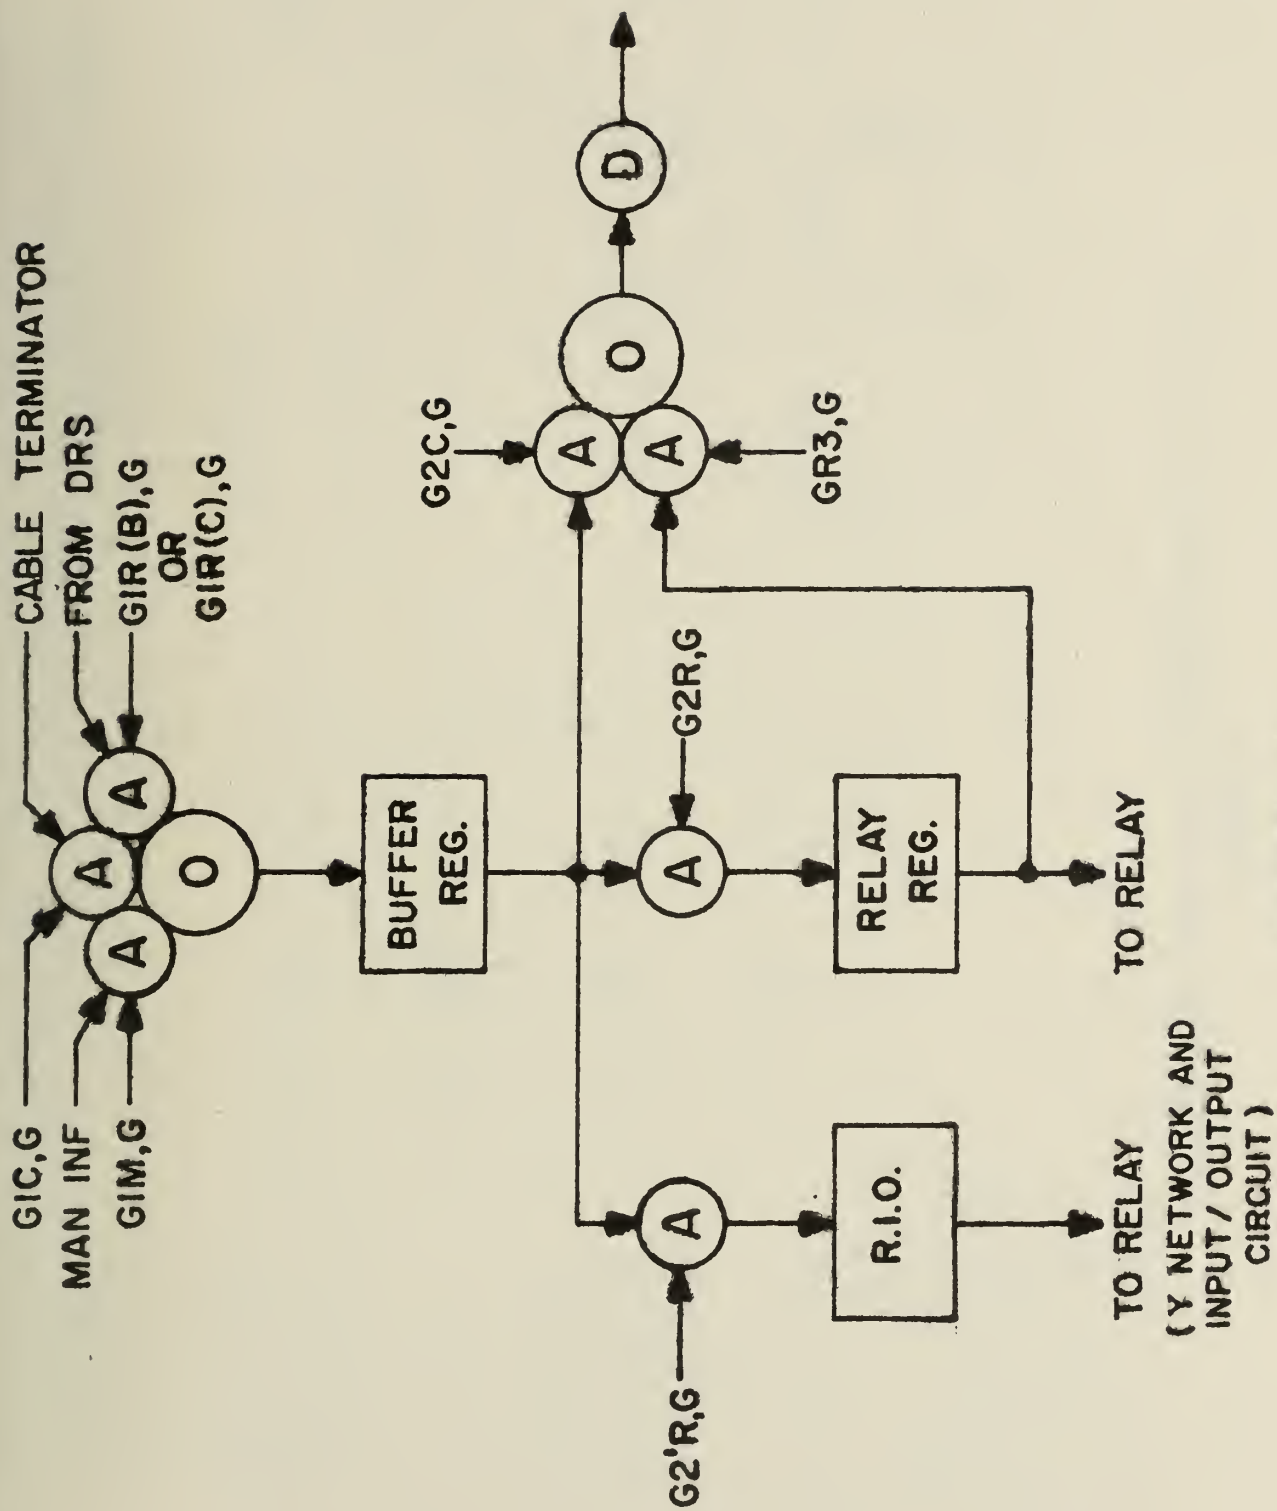 GIC,G
CABLE TERMINATOR
MAN INF
FROM DRS
GIM,G
GIR(B),G
OR
GIR(C),G
A
A
A
O
BUFFER
REG.
G2C,G
A
O
D
A
GR3,G
G2'R,G
A
A
G2R,G
R.I.O.
RELAY
REG.
TO RELAY
(Y NETWORK AND
INPUT / OUTPUT
CIRCUIT)
TO RELAY